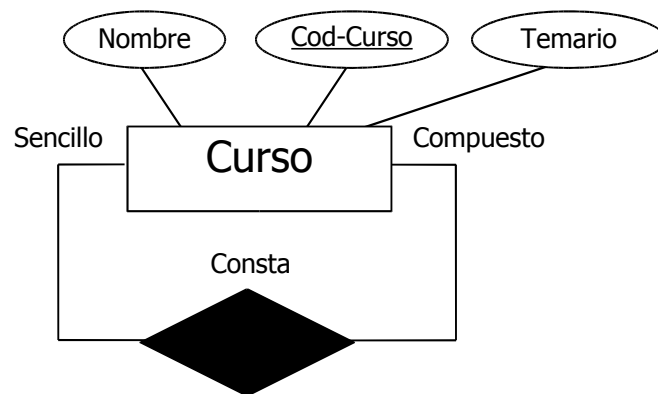 Nombre
Cod-Curso
Temario
Sencillo
Curso
Compuesto
Consta